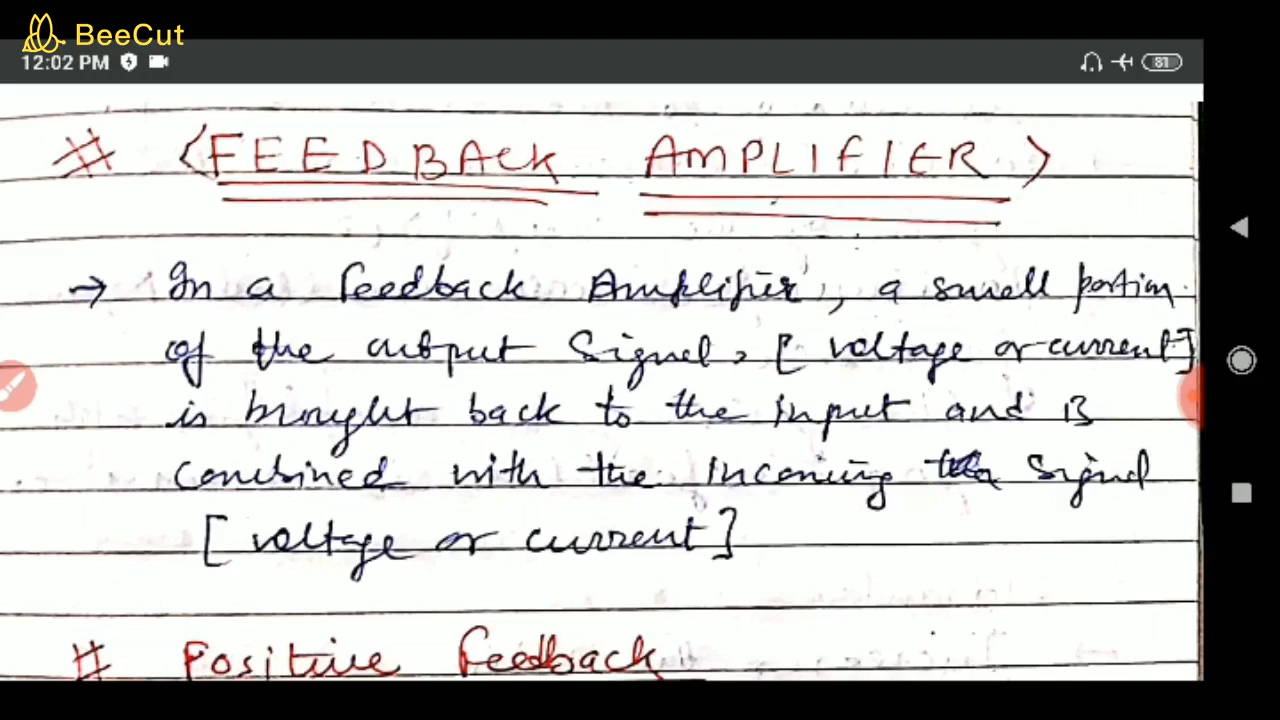 BeeCut
12:02 PM 81
# <FEEDBACK AMPLIFIER>
→ In a feedback Amplifier, a small portion
of the output Signal, [voltage or current]
is brought back to the input and is
combined with the incoming Signal
[voltage or current]
# Positive Feedback